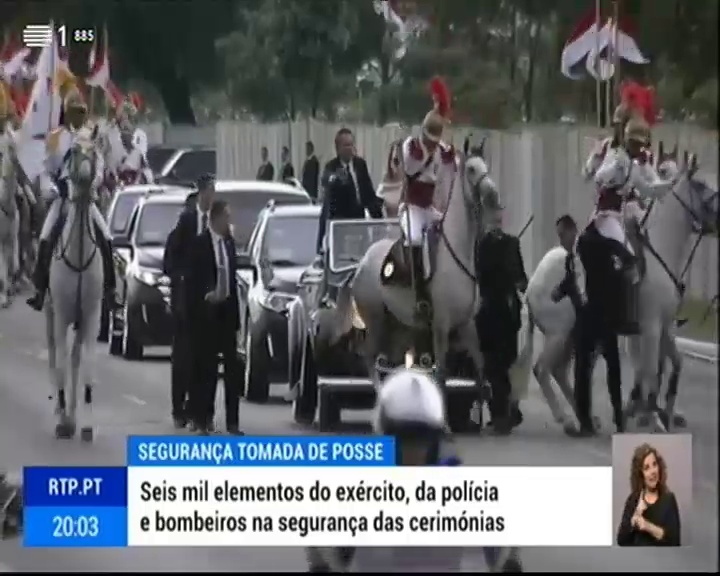 1 885
SEGURANÇA TOMADA DE POSSE
RTP.PT
Seis mil elementos do exército, da polícia
20:03
e bombeiros na segurança das cerimónias